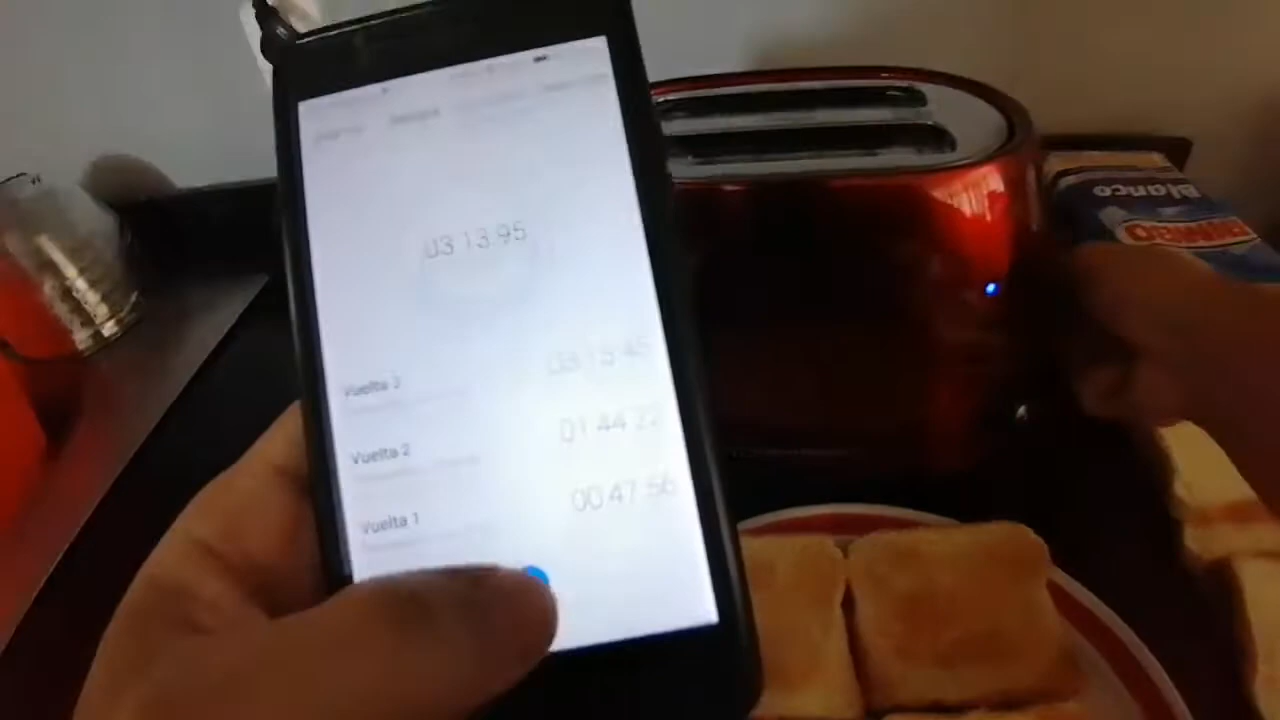 03 13.95
Vuelta 3
03 13 45
Vuelta 2
01 44 22
Vuelta 1
00 47 56
Blanco
BIMBO